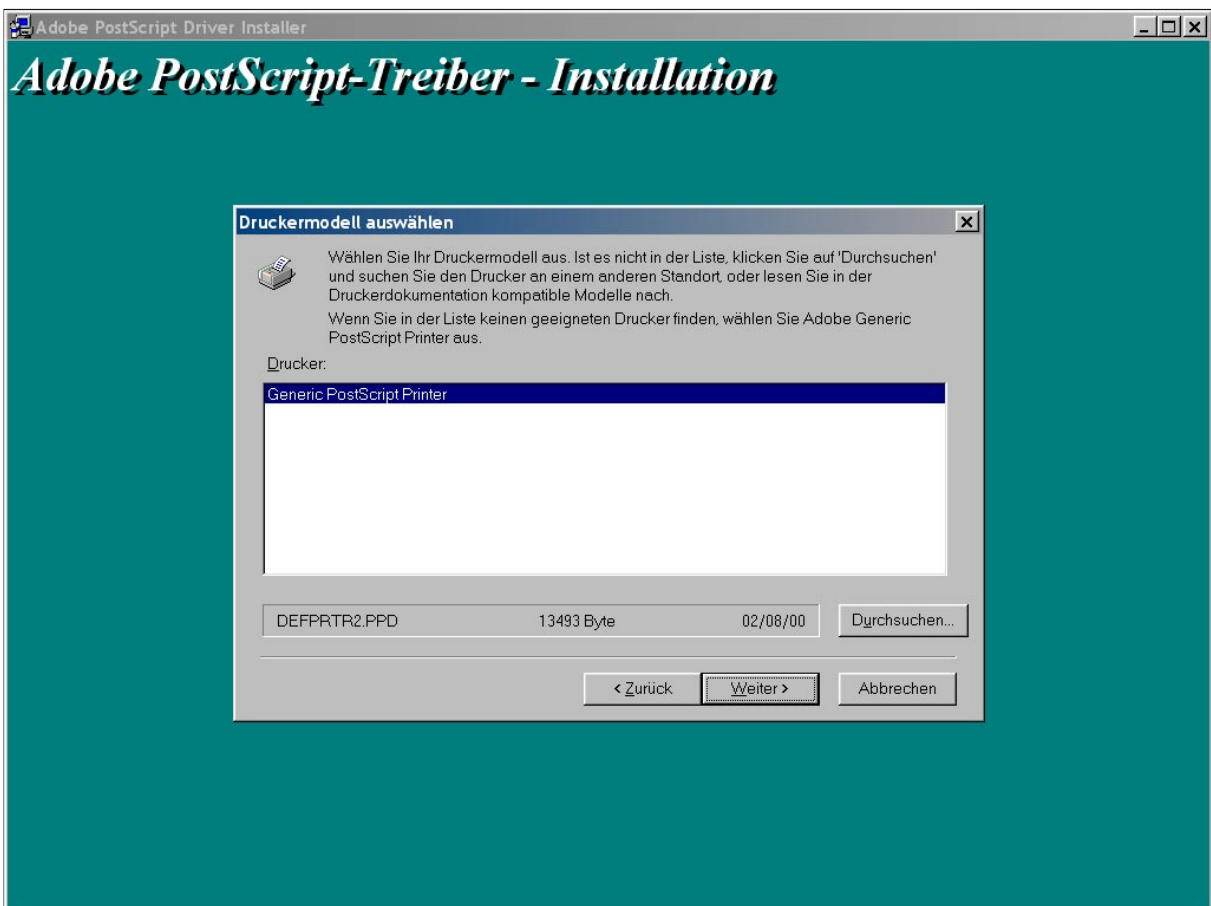 Adobe PostScript Driver Installer
Adobe PostScript-Treiber - Installation
Druckermodell auswählen
Wählen Sie Ihr Druckermodell aus. Ist es nicht in der Liste, klicken Sie auf 'Durchsuchen'
und suchen Sie den Drucker an einem anderen Standort, oder lesen Sie in der
Druckerdokumentation kompatible Modelle nach.
Wenn Sie in der Liste keinen geeigneten Drucker finden, wählen Sie Adobe Generic
PostScript Printer aus.
Drucker:
Generic PostScript Printer
DEFPRTR2.PPD 13493 Byte 02/08/00
Durchsuchen...
< Zurück Weiter > Abbrechen